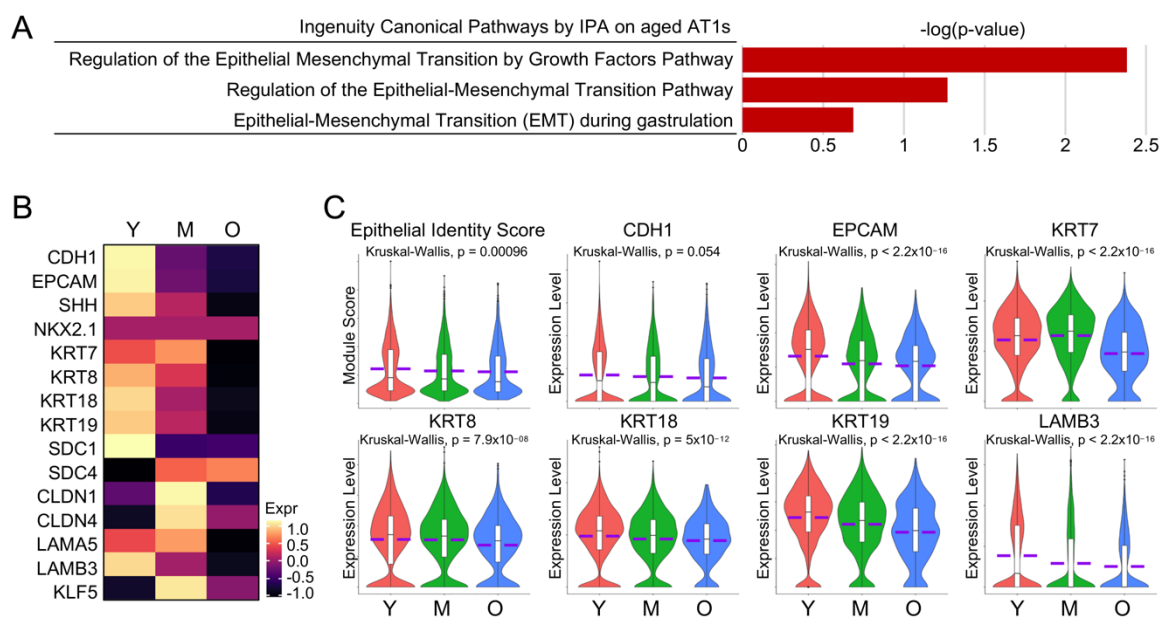 A
Ingenuity Canonical Pathways by IPA on aged AT1s
-log(p-value)
Regulation of the Epithelial Mesenchymal Transition by Growth Factors Pathway
Regulation of the Epithelial-Mesenchymal Transition Pathway
Epithelial-Mesenchymal Transition (EMT) during gastrulation
0 0.5 1 1.5 2 2.5
B
Y M O
CDH1
EPCAM
SHH
NKX2.1
KRT7
KRT8
KRT18
KRT19
SDC1
SDC4
CLDN1
CLDN4
LAMA5
LAMB3
KLF5
Expr
1.0
0.5
0.0
-0.5
-1.0
C
Epithelial Identity Score
Kruskal-Wallis, p = 0.00096
Module Score
CDH1
Kruskal-Wallis, p = 0.054
Expression Level
EPCAM
Kruskal-Wallis, p < 2.2x10⁻¹⁶
Expression Level
KRT7
Kruskal-Wallis, p < 2.2x10⁻¹⁶
Expression Level
KRT8
Kruskal-Wallis, p = 7.9x10⁻⁰⁸
Expression Level
Y M O
KRT18
Kruskal-Wallis, p = 5x10⁻¹²
Expression Level
Y M O
KRT19
Kruskal-Wallis, p < 2.2x10⁻¹⁶
Expression Level
Y M O
LAMB3
Kruskal-Wallis, p < 2.2x10⁻¹⁶
Expression Level
Y M O